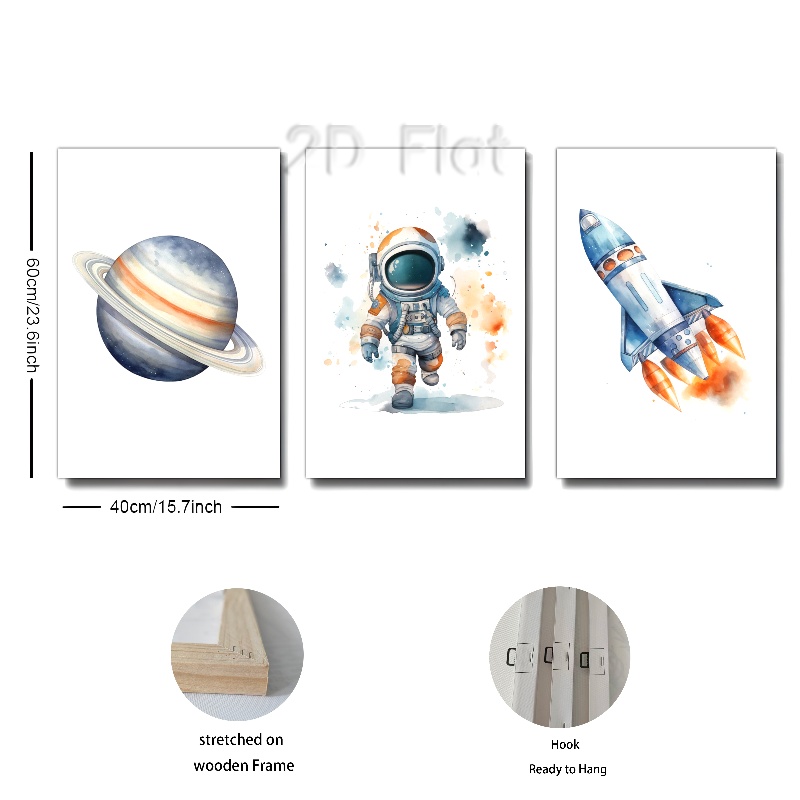 2D Flat
60cm/23.6inch
40cm/15.7inch
stretched on
wooden Frame
Hook
Ready to Hang